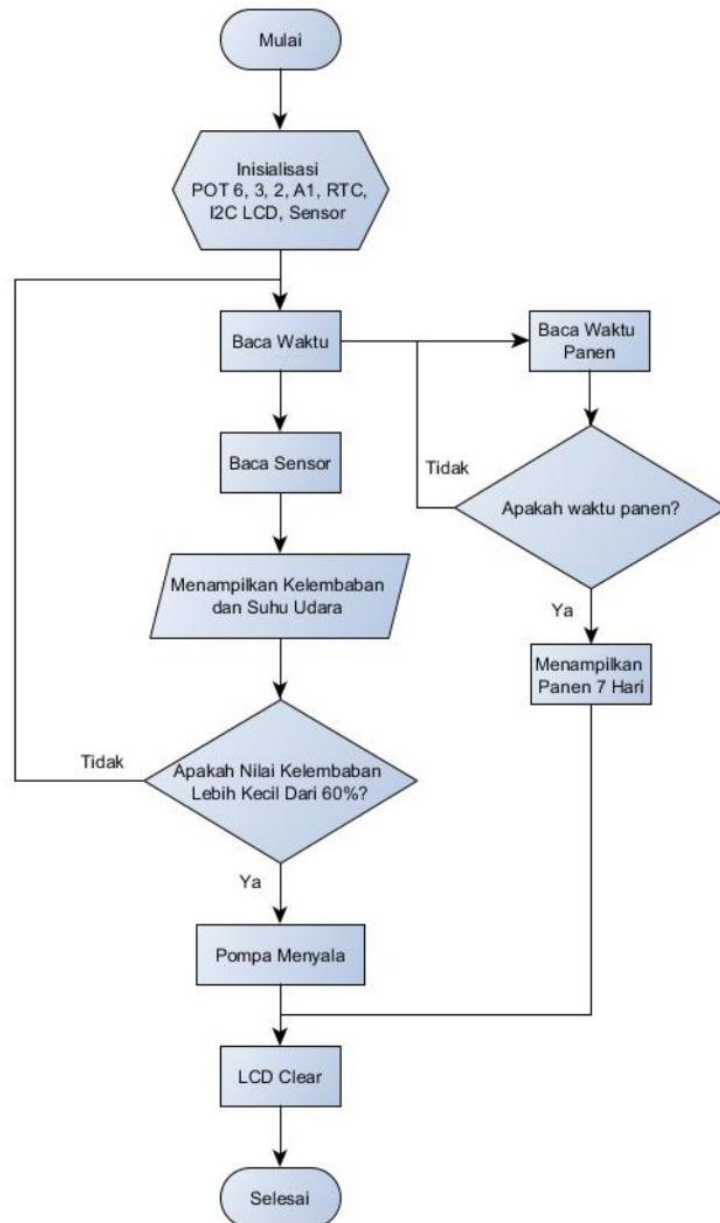 Mulai
Inisialisasi
POT 6, 3, 2, A1, RTC,
I2C LCD, Sensor
Baca Waktu
Baca Waktu
Panen
Baca Sensor
Tidak
Apakah waktu panen?
Menampilkan Kelembaban
dan Suhu Udara
Ya
Menampilkan
Panen 7 Hari
Tidak
Apakah Nilai Kelembaban
Lebih Kecil Dari 60%?
Ya
Pompa Menyala
LCD Clear
Selesai